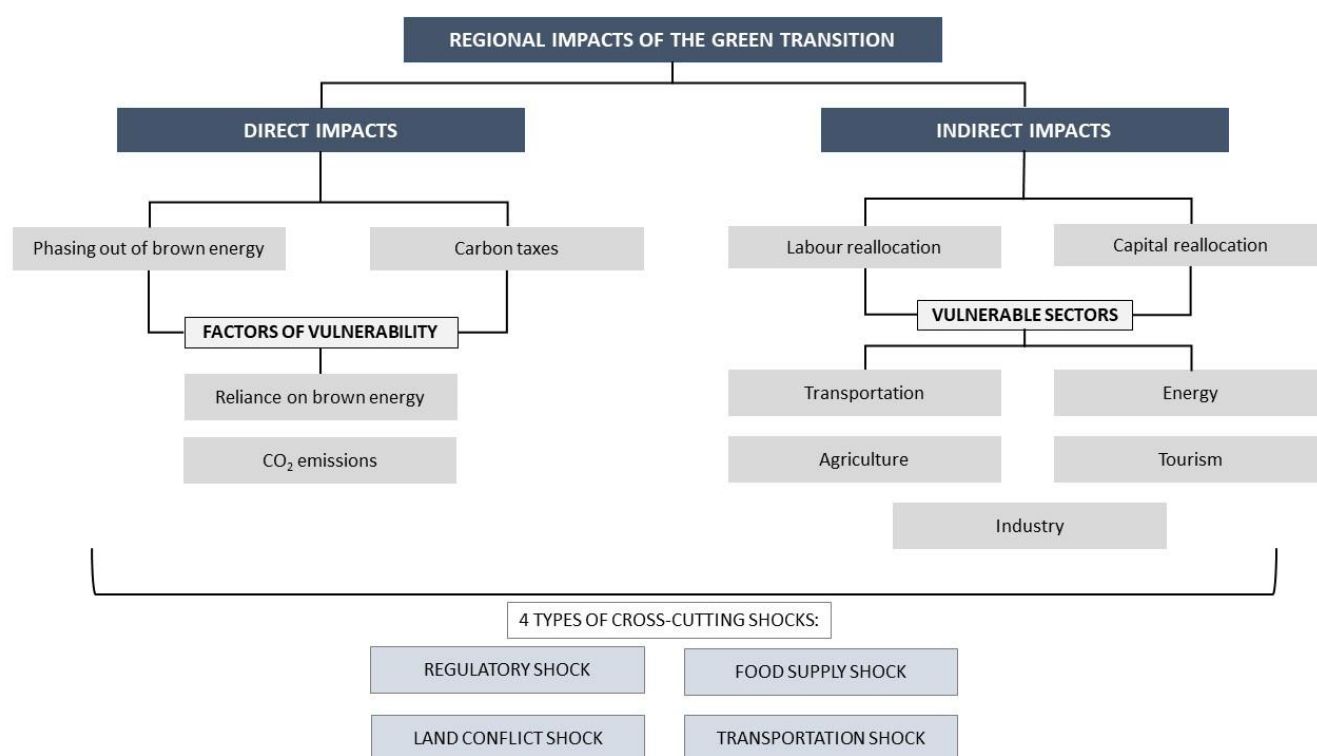 REGIONAL IMPACTS OF THE GREEN TRANSITION
DIRECT IMPACTS
INDIRECT IMPACTS
Phasing out of brown energy
Carbon taxes
Labour reallocation
Capital reallocation
FACTORS OF VULNERABILITY
VULNERABLE SECTORS
Reliance on brown energy
Transportation
Energy
CO₂ emissions
Agriculture
Tourism
Industry
4 TYPES OF CROSS-CUTTING SHOCKS:
REGULATORY SHOCK
FOOD SUPPLY SHOCK
LAND CONFLICT SHOCK
TRANSPORTATION SHOCK